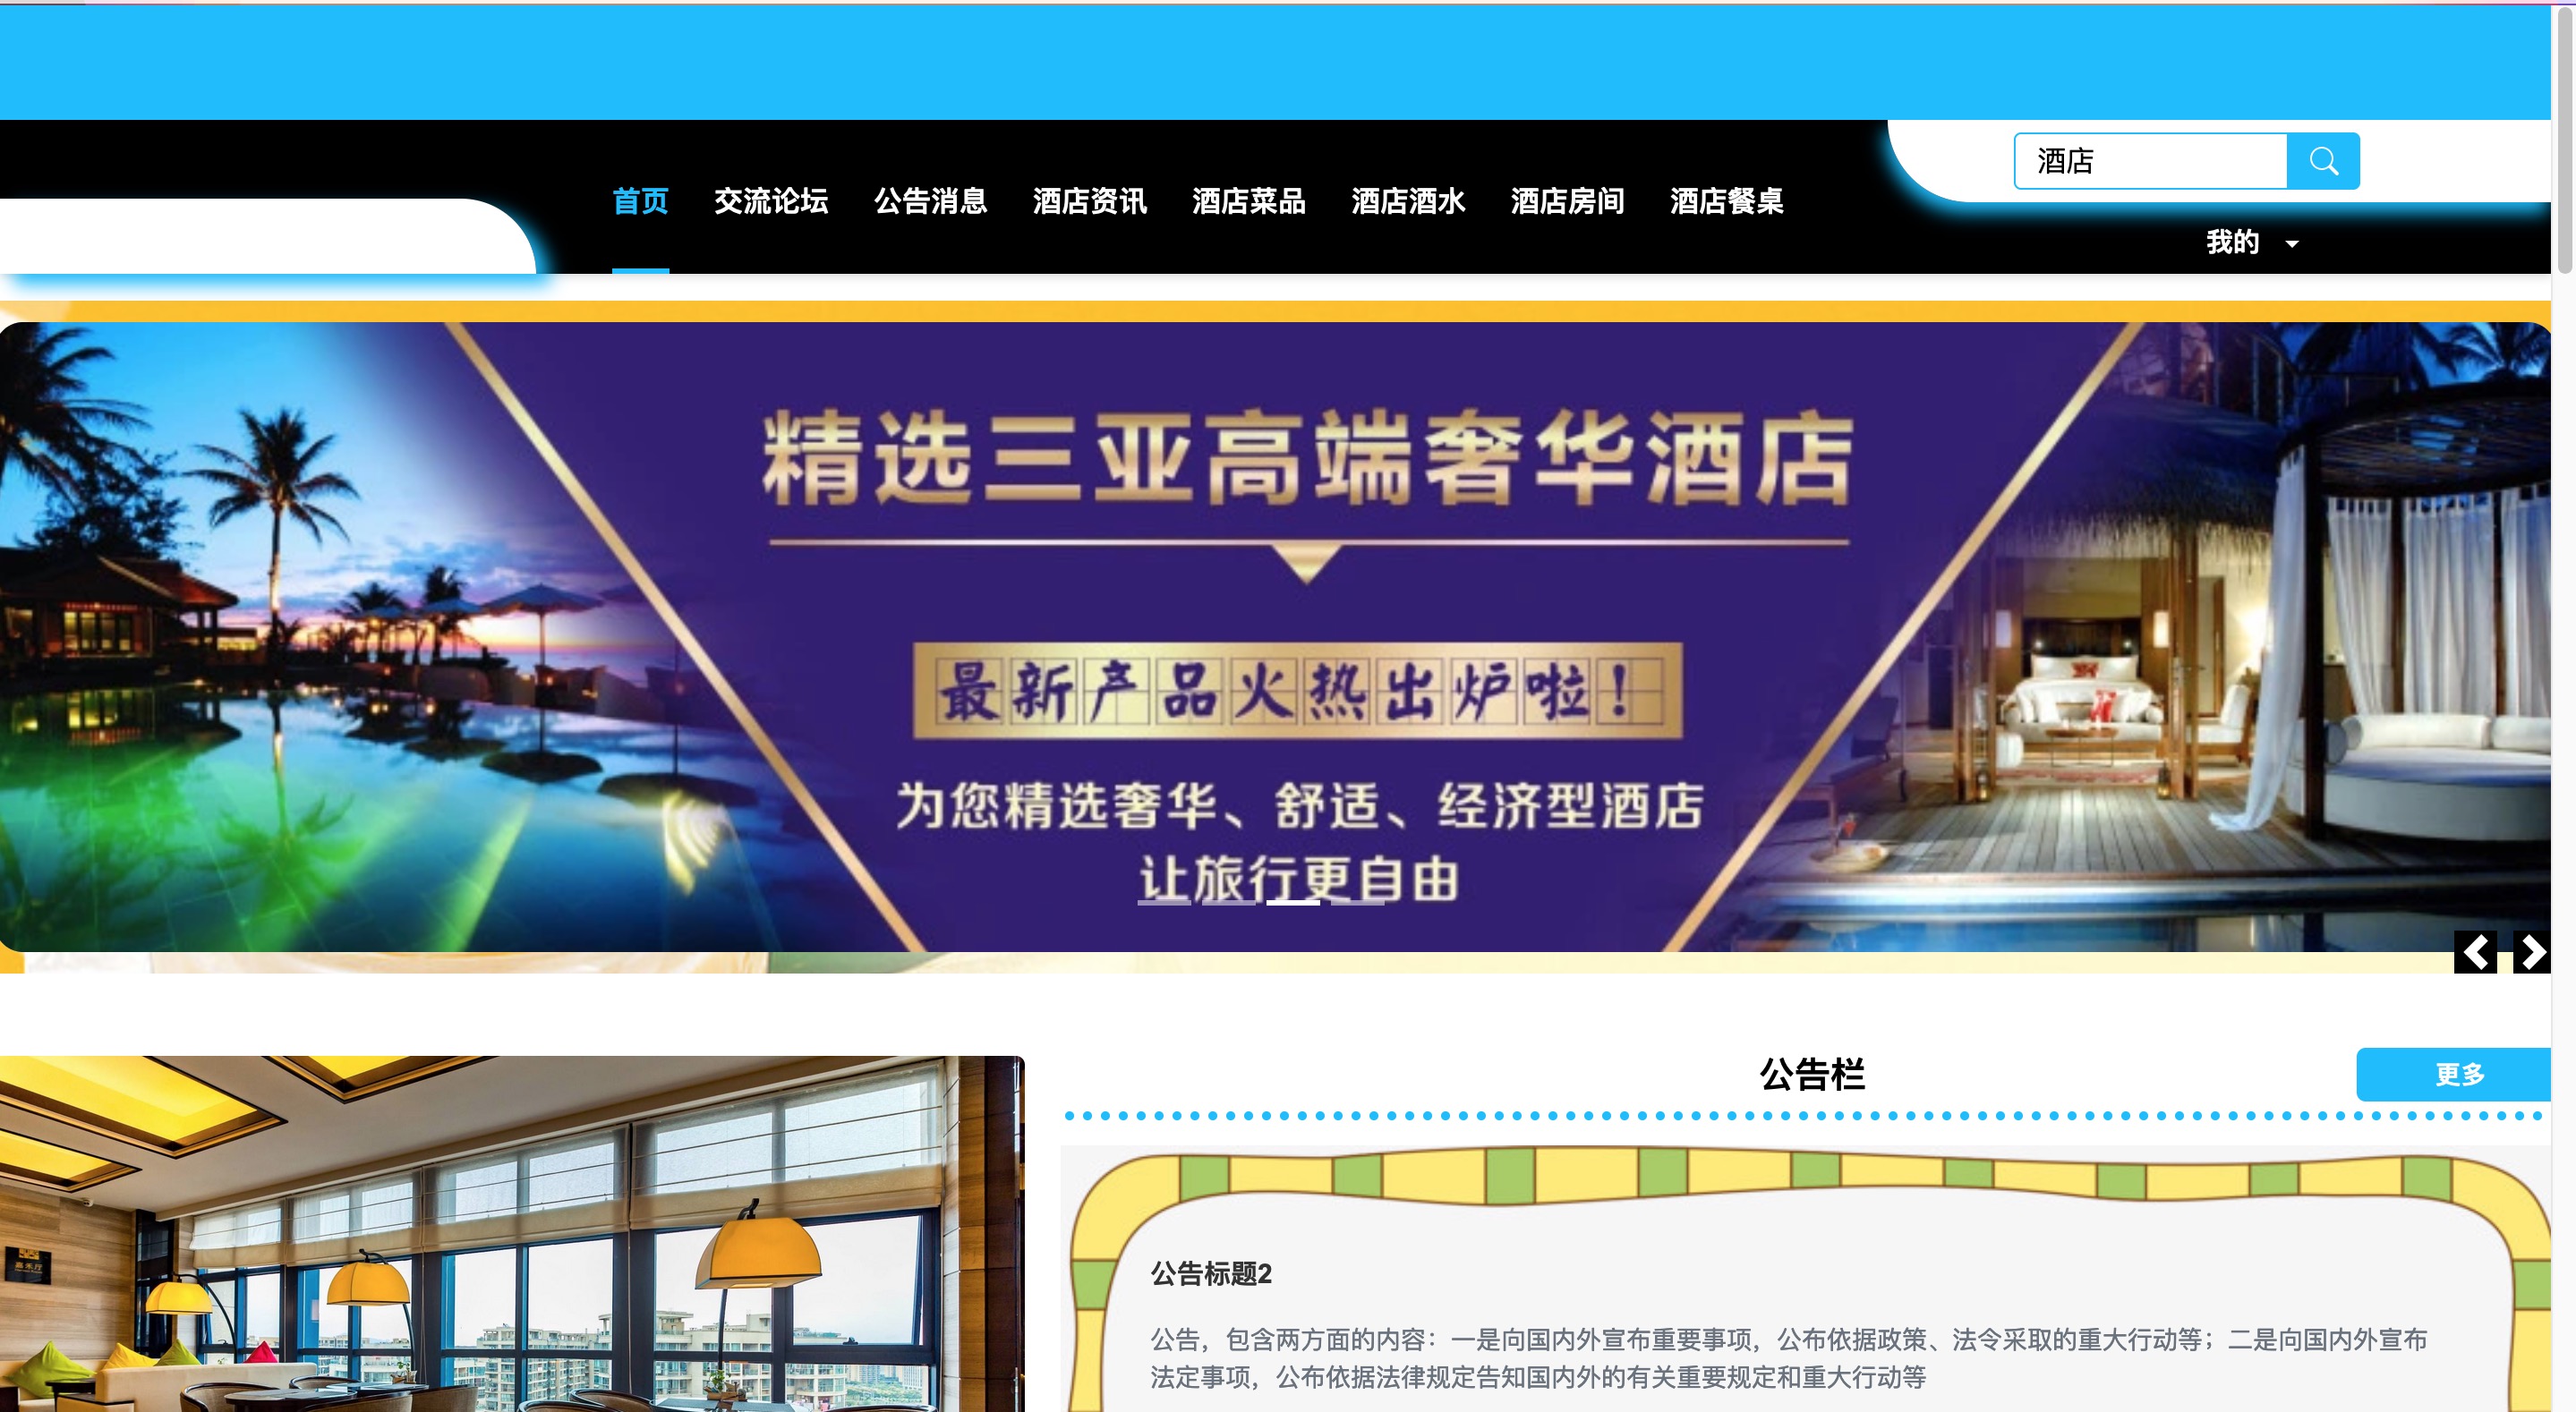 酒店
首页 交流论坛 公告消息 酒店资讯 酒店菜品 酒店酒水 酒店房间 酒店餐桌
我的
精选三亚高端奢华酒店
最新产品火热出炉啦！
为您精选奢华、舒适、经济型酒店
让旅行更自由
公告栏
更多
公告标题2
公告，包含两方面的内容：一是向国内外宣布重要事项，公布依据政策、法令采取的重大行动等；二是向国内外宣布
法定事项，公布依据法律规定告知国内外的有关重要规定和重大行动等